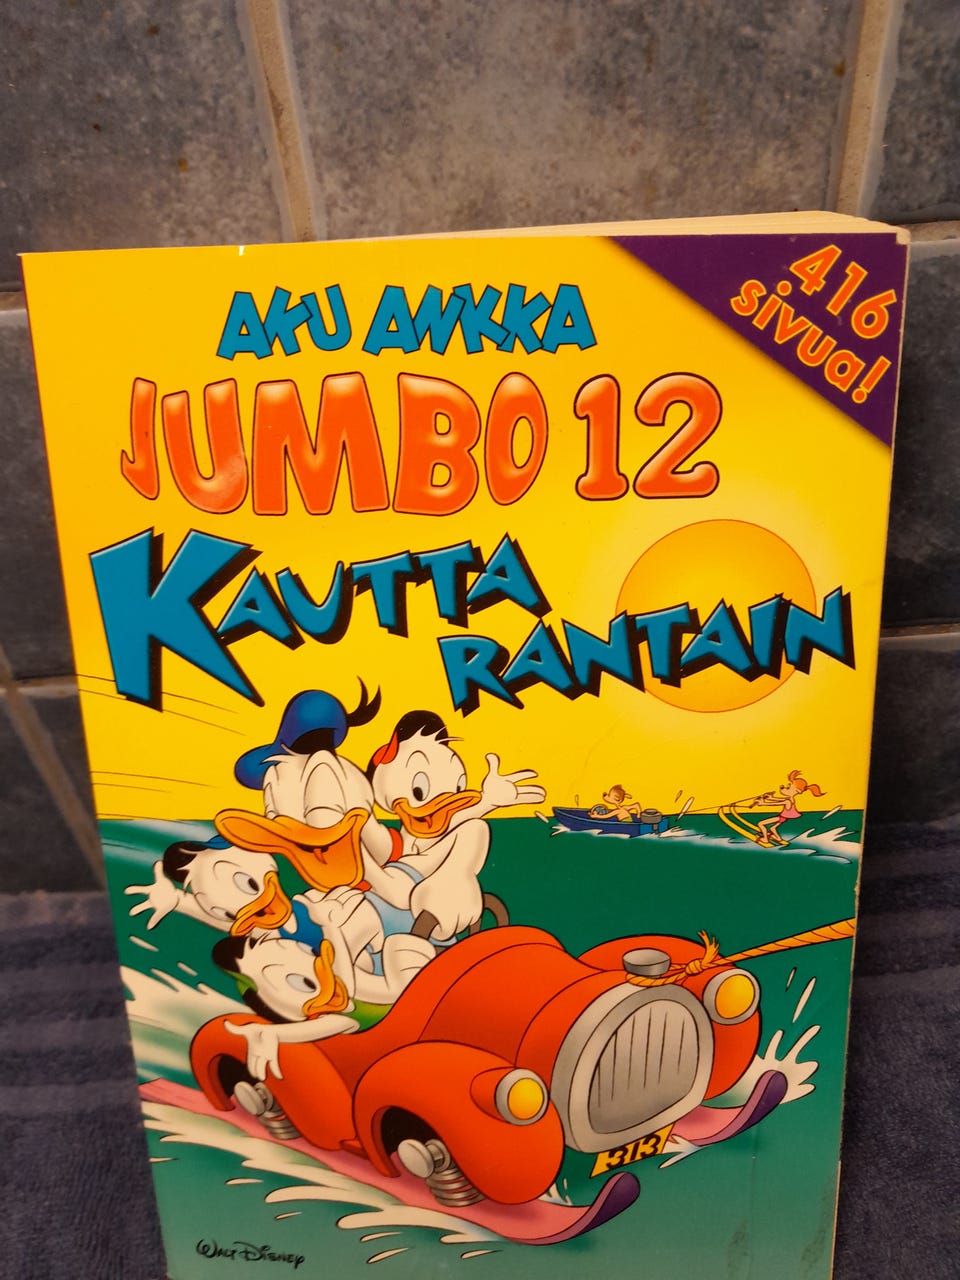 416
sivua!
AKU ANKKA
JUMBO 12
KAUTTA
RANTAIN
313
WALT DISNEY